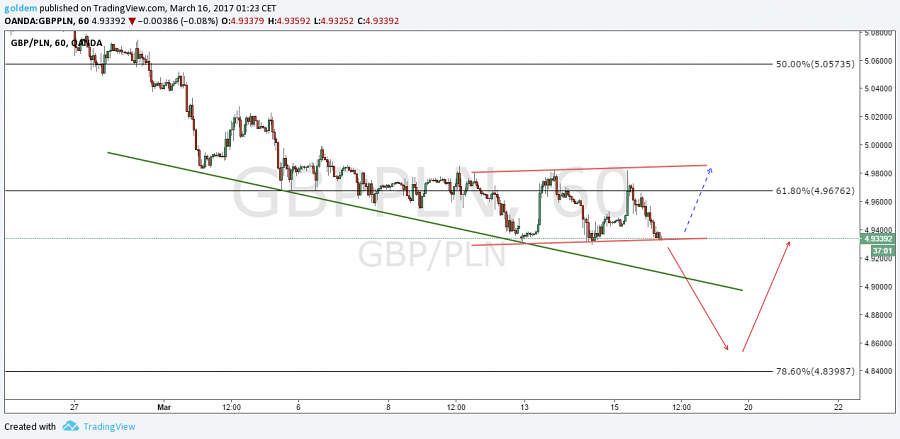 goldem published on TradingView.com, March 16, 2017 01:23 CET
OANDA:GBPPLN, 60 4.93392 ▼ −0.00386 (−0.08%) O:4.93379 H:4.93592 L:4.93252 C:4.93392
GBP/PLN, 60, OANDA
5.08000
5.06000
50.00%(5.05735)
5.04000
5.02000
5.00000
4.98000
GBPPLN, 60
61.80%(4.96762)
4.96000
4.94000
4.93392
GBP/PLN
37:01
4.92000
4.90000
4.88000
4.86000
78.60%(4.83987)
4.84000
27 Mar 12:00 6 8 12:00 13 15 12:00 20 22
Created with TradingView